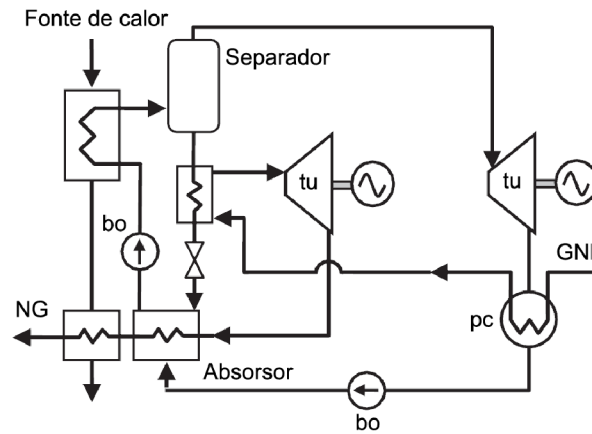 Fonte de calor
Separador
tu
tu
bo
GNL
NG
pc
Absorsor
bo